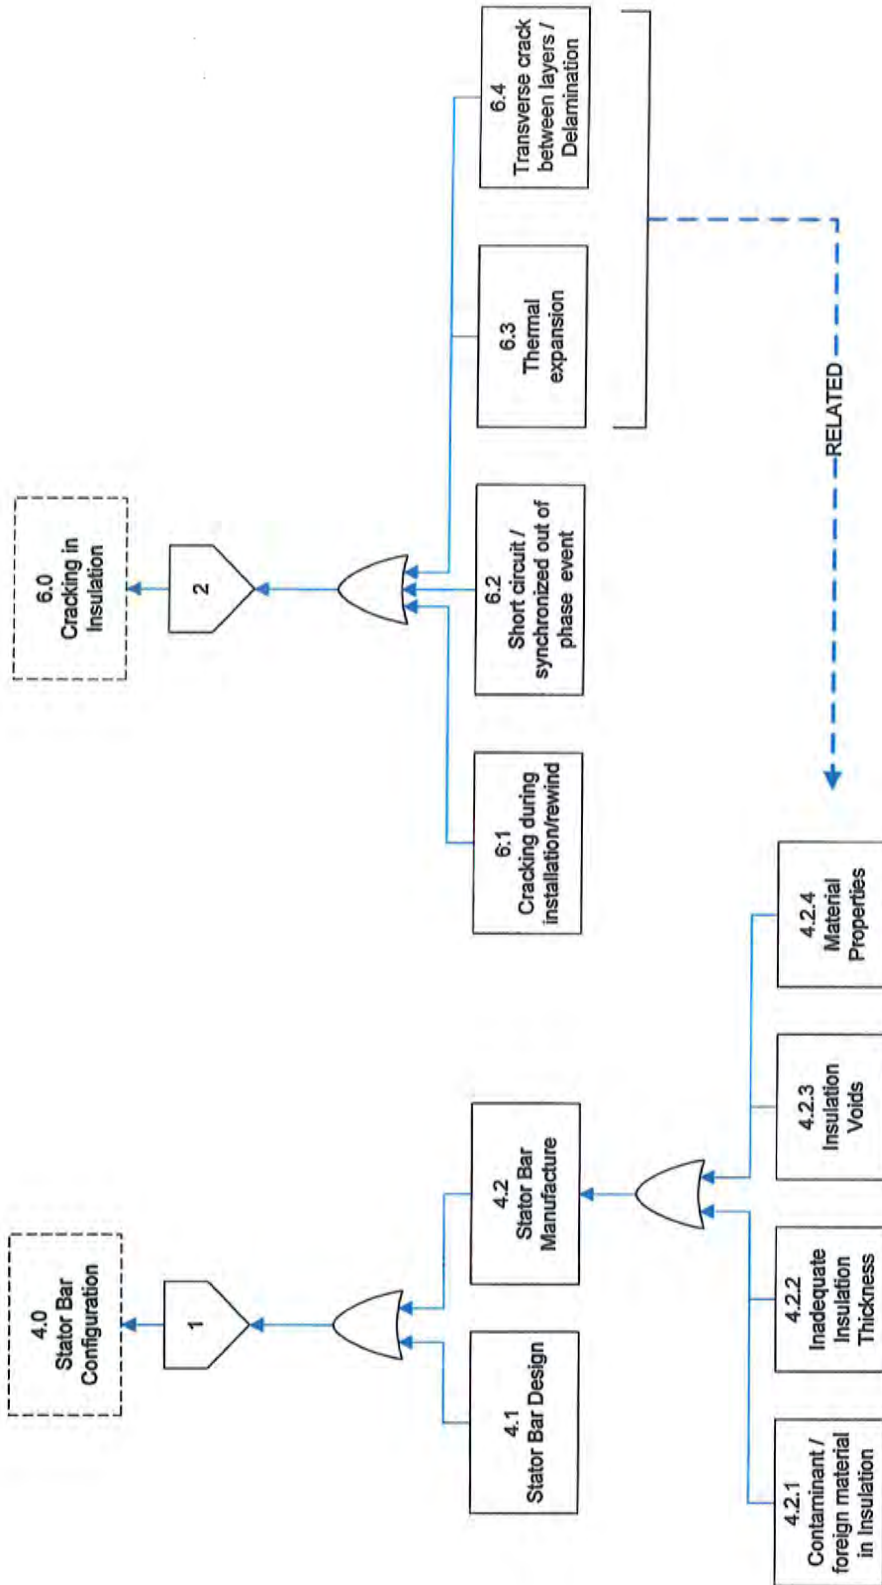 4.0
Stator Bar
Configuration
1
4.1
Stator Bar Design
4.2
Stator Bar
Manufacture
4.2.1
Contaminant /
foreign material
in Insulation
4.2.2
Inadequate
Insulation
Thickness
4.2.3
Insulation
Voids
4.2.4
Material
Properties
6.0
Cracking in
Insulation
2
6:1
Cracking during
installation/rewind
6.2
Short circuit /
synchronized out of
phase event
6.3
Thermal
expansion
6.4
Transverse crack
between layers /
Delamination
RELATED